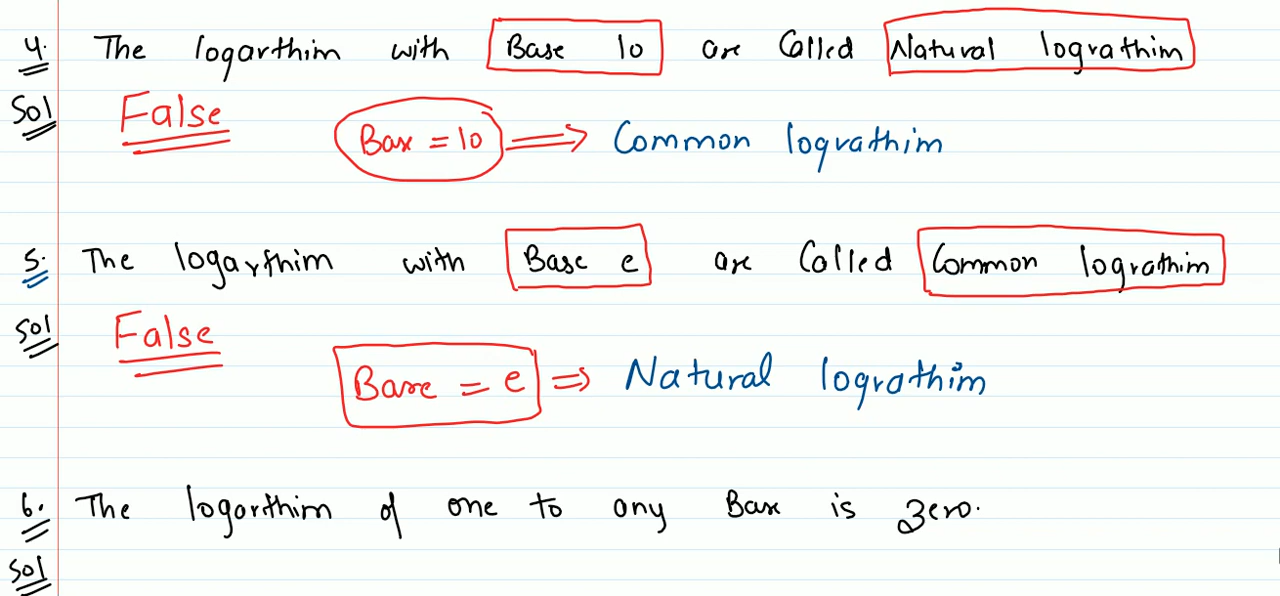 4. The logarthim with Base 10 are Called Natural lograthim
Sol
False
Base = 10 ⟹ Common lograthim
5. The logarthim with Base e are Called Common lograthim
Sol
False
Base = e ⇒ Natural lograthim
6. The logarthim of one to any Base is zero.
Sol